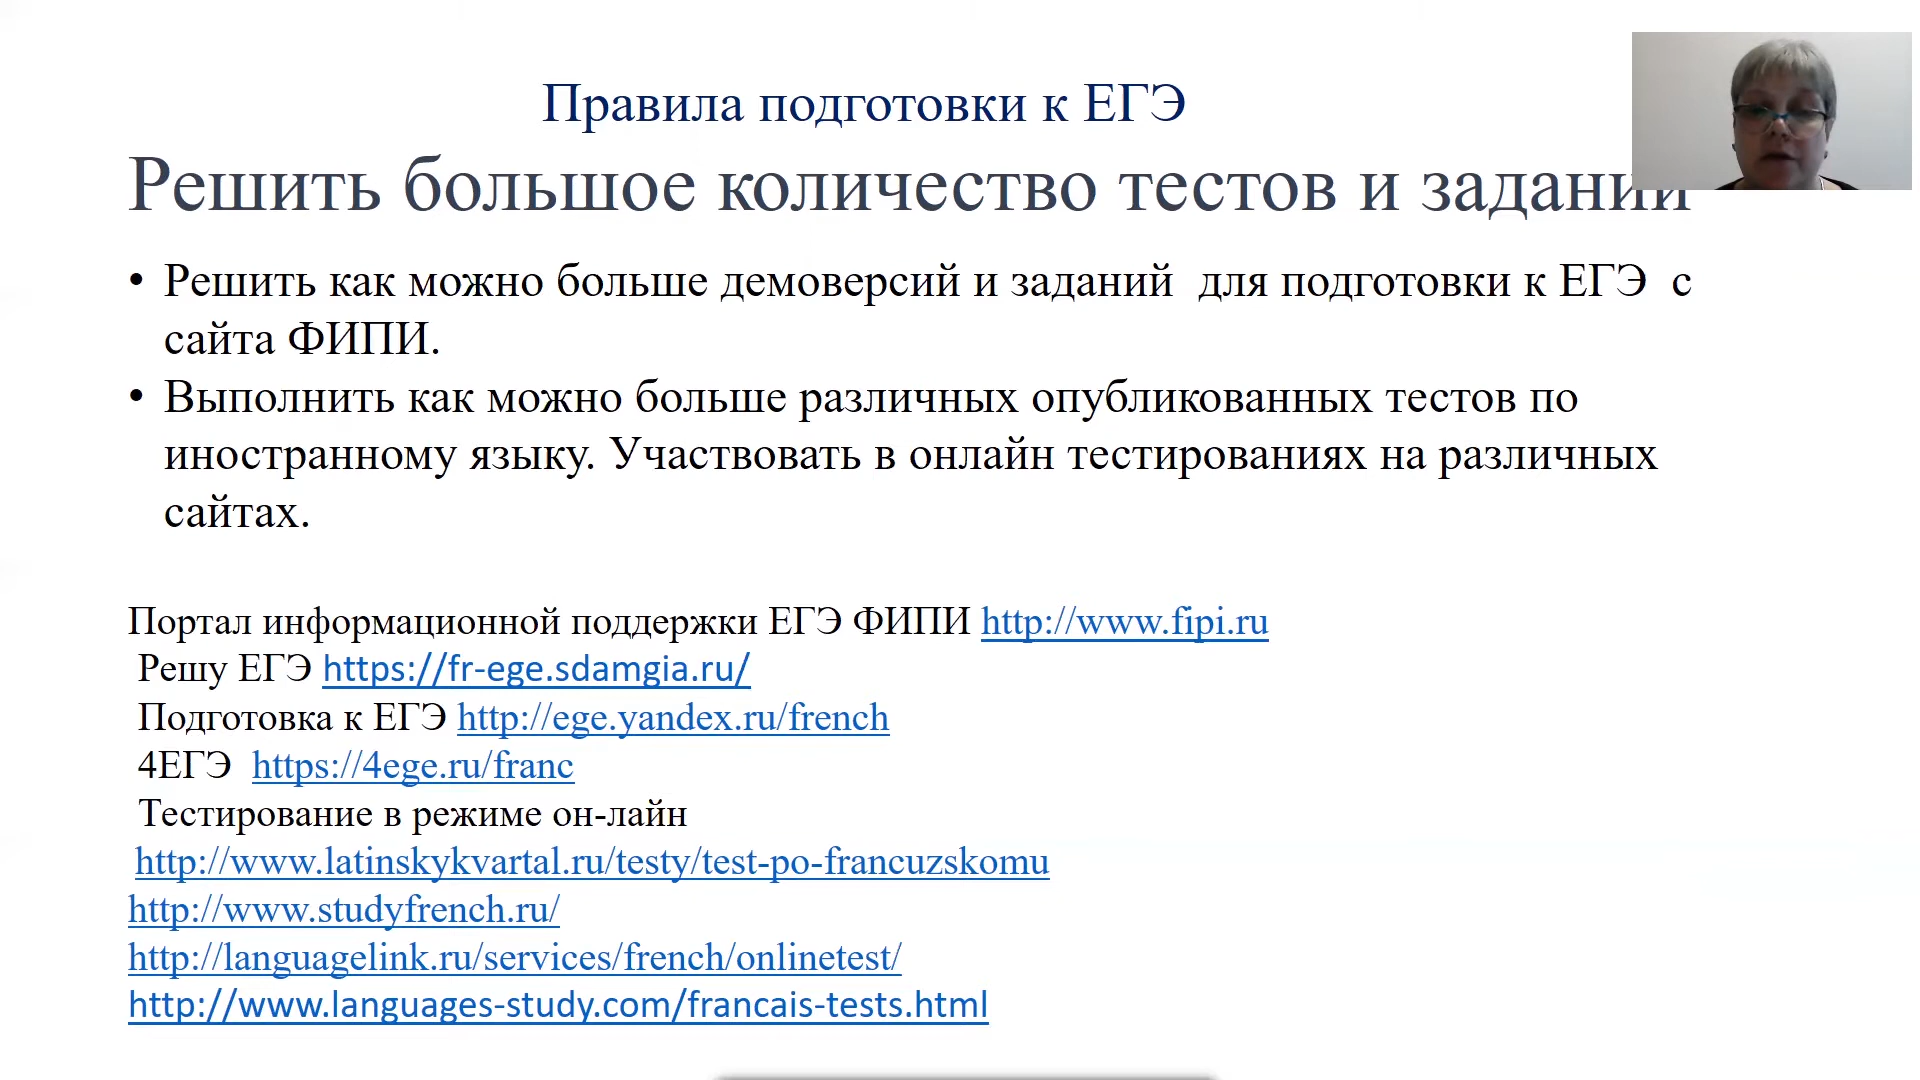 Правила подготовки к ЕГЭ
Решить большое количество тестов и заданий
• Решить как можно больше демоверсий и заданий для подготовки к ЕГЭ с
сайта ФИПИ.
• Выполнить как можно больше различных опубликованных тестов по
иностранному языку. Участвовать в онлайн тестированиях на различных
сайтах.
Портал информационной поддержки ЕГЭ ФИПИ http://www.fipi.ru
Решу ЕГЭ https://fr-ege.sdamgia.ru/
Подготовка к ЕГЭ http://ege.yandex.ru/french
4ЕГЭ https://4ege.ru/franc
Тестирование в режиме он-лайн
http://www.latinskykvartal.ru/testy/test-po-francuzskomu
http://www.studyfrench.ru/
http://languagelink.ru/services/french/onlinetest/
http://www.languages-study.com/francais-tests.html